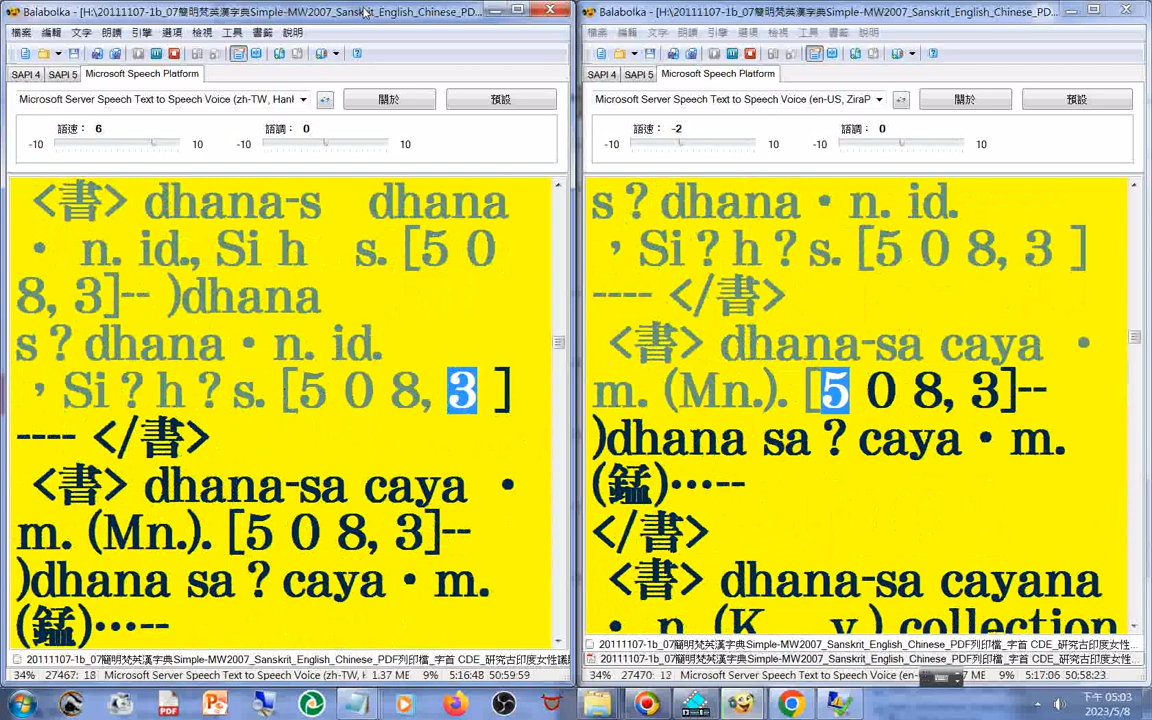 Balabolka - [H:\20111107-1b_07簡明梵英漢字典Simple-MW2007_Sanskrit_English_Chinese_PD...
檔案 編輯 文字 朗讀 引擎 選項 檢視 工具 書籤 說明
SAPI 4 SAPI 5 Microsoft Speech Platform
Microsoft Server Speech Text to Speech Voice (zh-TW, Hanl
關於 預設
語速： 6 語調： 0
-10 10 -10 10
<書> dhana-s dhana
• n. id., Si h s. [5 0
8, 3]-- )dhana
s？dhana•n. id.
，Si？h？s. [5 0 8, 3 ]
---- </書>
<書> dhana-sa caya •
m. (Mn.). [5 0 8, 3]--
)dhana sa？caya•m.
(錳)…--
20111107-1b_07簡明梵英漢字典Simple-MW2007_Sanskrit_English_Chinese_PDF列印檔_字首 CDE_研究古印度女性議
34% 27467: 18 Microsoft Server Speech Text to Speech Voice (zh-TW, H 1.37 ME 9% 5:16:48 50:59:59
Balabolka - [H:\20111107-1b_07簡明梵英漢字典Simple-MW2007_Sanskrit_English_Chinese_PD...
檔案 編輯 文字 朗讀 引擎 選項 檢視 工具 書籤 說明
SAPI 4 SAPI 5 Microsoft Speech Platform
Microsoft Server Speech Text to Speech Voice (en-US, ZiraP
關於 預設
語速： -2 語調： 0
-10 10 -10 10
s？dhana•n. id.
，Si？h？s. [5 0 8, 3 ]
---- </書>
<書> dhana-sa caya •
m. (Mn.). [5 0 8, 3]--
)dhana sa？caya•m.
(錳)…--
</書>
<書> dhana-sa cayana
• n. (K v.) collection
20111107-1b_07簡明梵英漢字典Simple-MW2007_Sanskrit_English_Chinese_PDF列印檔_字首 CDE_研究古印度女性
20111107-1b_07簡明梵英漢字典Simple-MW2007_Sanskrit_English_Chinese_PDF列印檔_字首 CDE_研究古印度女性...
34% 27470: 12 Microsoft Server Speech Text to Speech Voice (en-U 7 ME 9% 5:17:06 50:58:23
下午 05:03
2023/5/8